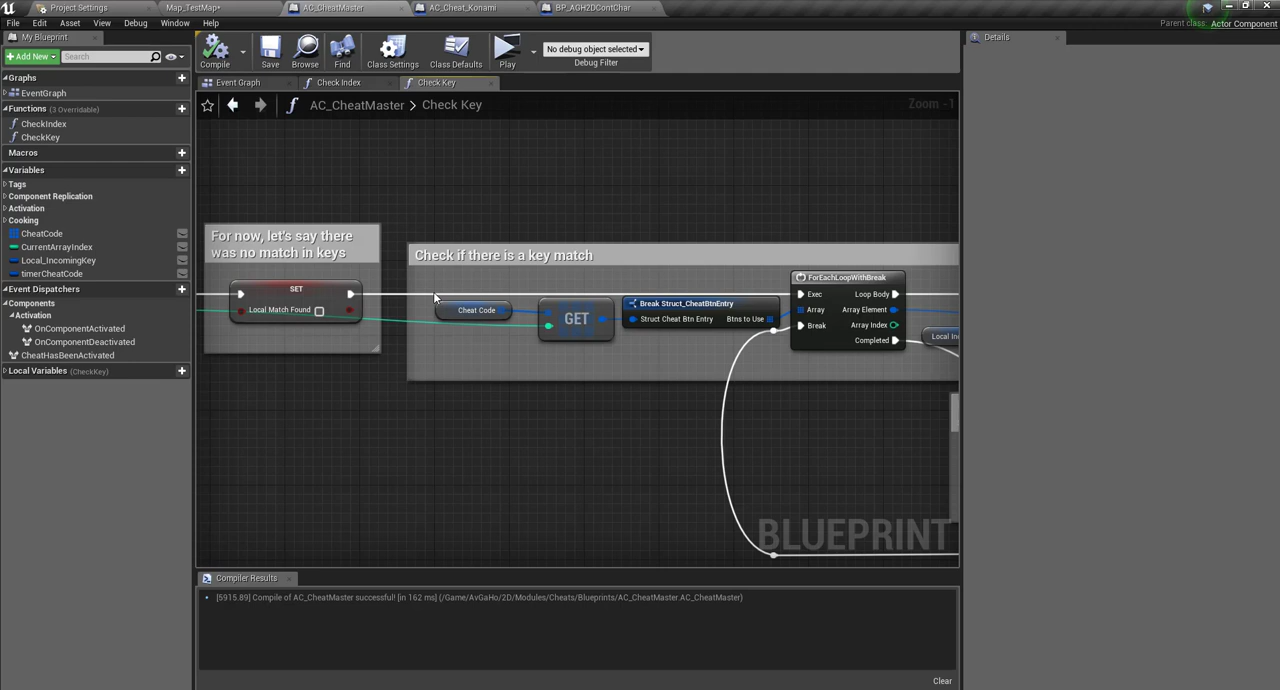 Project Settings
Map_TestMap*
AC_CheatMaster
AC_Cheat_Konami
BP_AGH2DContChar
File Edit Asset View Debug Window Help
Parent class: Actor Component
My Blueprint
Details
Add New
Search
Compile
Save
Browse
Find
Class Settings
Class Defaults
Play
No debug object selected
Debug Filter
Graphs
EventGraph
Functions (3 Overridable)
CheckIndex
CheckKey
Macros
Variables
Tags
Component Replication
Activation
Cooking
CheatCode
CurrentArrayIndex
Local_IncomingKey
timerCheatCode
Event Dispatchers
Components
Activation
OnComponentActivated
OnComponentDeactivated
CheatHasBeenActivated
Local Variables (CheckKey)
Event Graph
Check Index
Check Key
AC_CheatMaster > Check Key
Zoom -1
For now, let's say there
was no match in keys
SET
Local Match Found
Check if there is a key match
Cheat Code
GET
Break Struct_CheatBtnEntry
Struct Cheat Btn Entry
Btns to Use
ForEachLoopWithBreak
Exec
Loop Body
Array
Array Element
Break
Array Index
Completed
BLUEPRINT
Compiler Results
[5915.89] Compile of AC_CheatMaster successful! [in 162 ms] (/Game/AvGaHo/2D/Modules/Cheats/Blueprints/AC_CheatMaster.AC_CheatMaster)
Clear